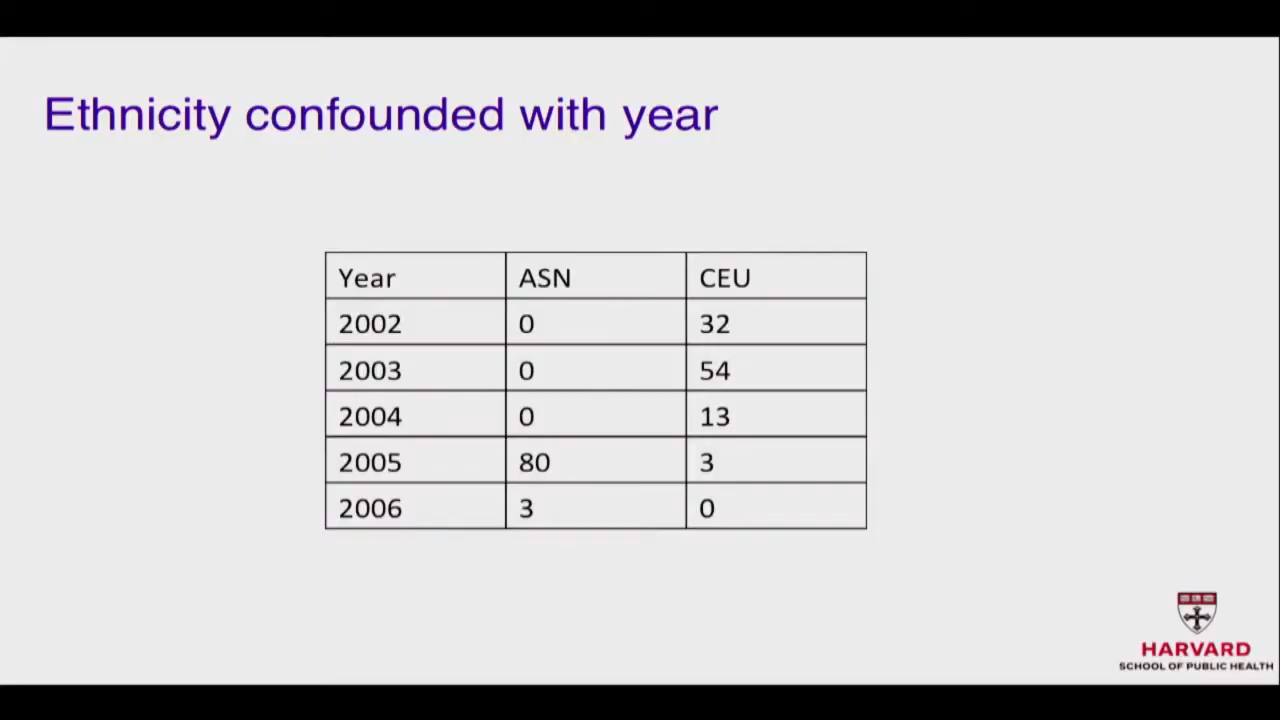 Ethnicity confounded with year
Year ASN CEU
2002 0 32
2003 0 54
2004 0 13
2005 80 3
2006 3 0
HARVARD
SCHOOL OF PUBLIC HEALTH